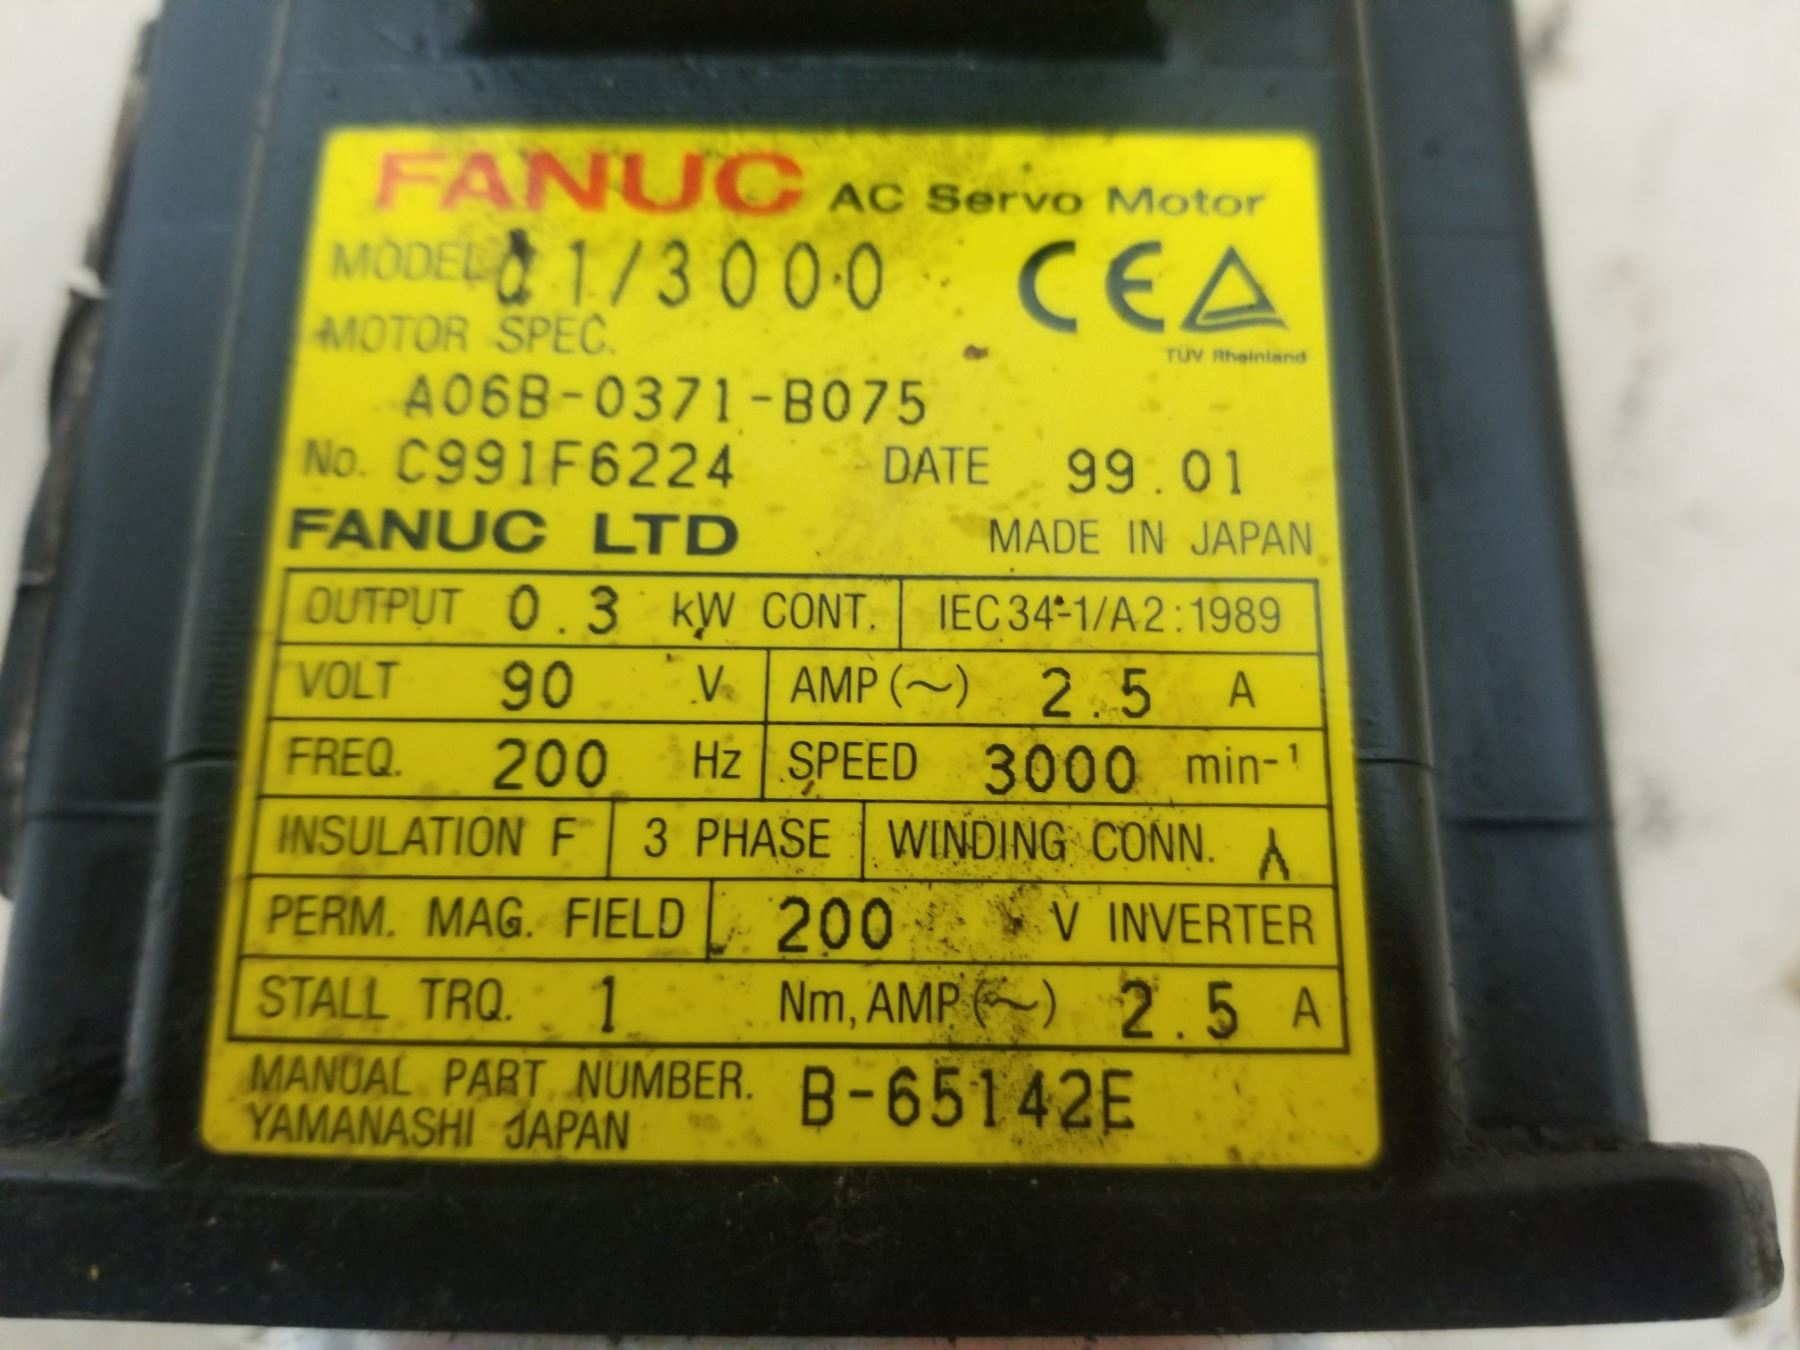 FANUC AC Servo Motor
MODEL α1/3000
CE
TÜV Rheinland
MOTOR SPEC.
A06B-0371-B075
No. C991F6224 DATE 99.01
FANUC LTD MADE IN JAPAN
OUTPUT 0.3 kW CONT. IEC34-1/A2:1989
VOLT 90 V AMP(~) 2.5 A
FREQ. 200 Hz SPEED 3000 min-¹
INSULATION F 3 PHASE WINDING CONN. ⅄
PERM. MAG. FIELD 200 V INVERTER
STALL TRQ. 1 Nm, AMP(~) 2.5 A
MANUAL PART NUMBER. B-65142E
YAMANASHI JAPAN